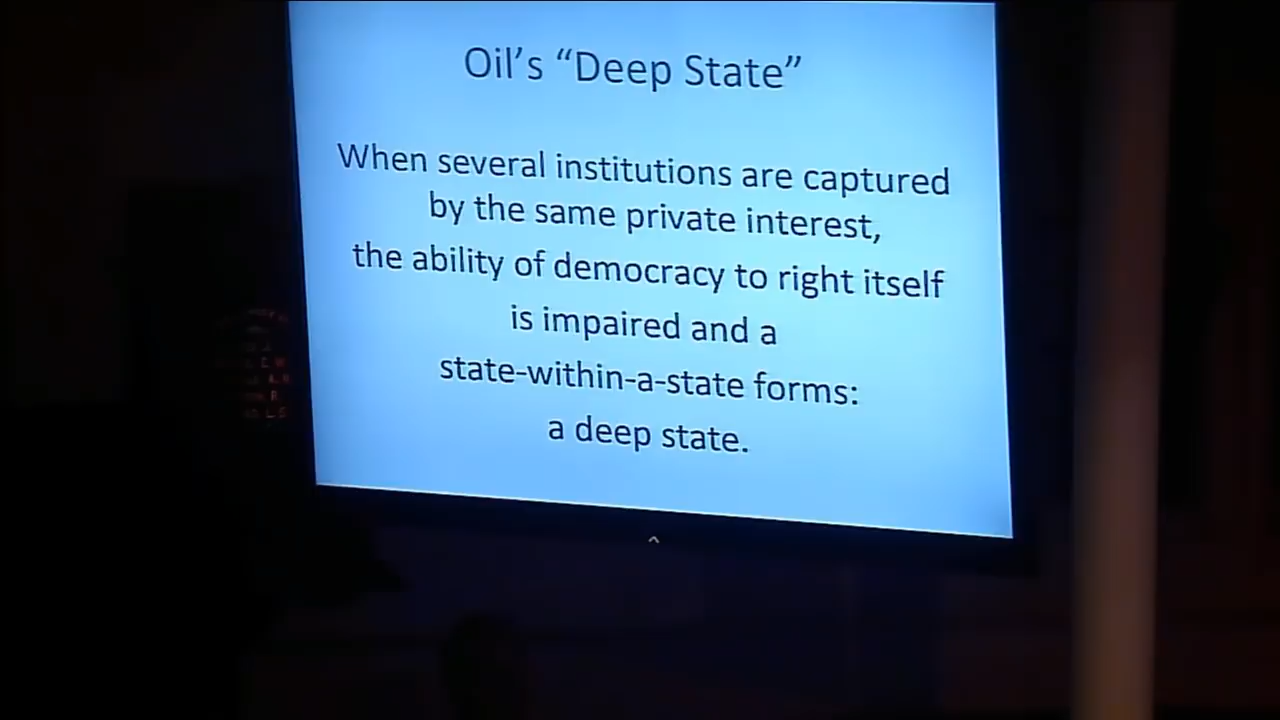 Oil's “Deep State”
When several institutions are captured
by the same private interest,
the ability of democracy to right itself
is impaired and a
state-within-a-state forms:
a deep state.